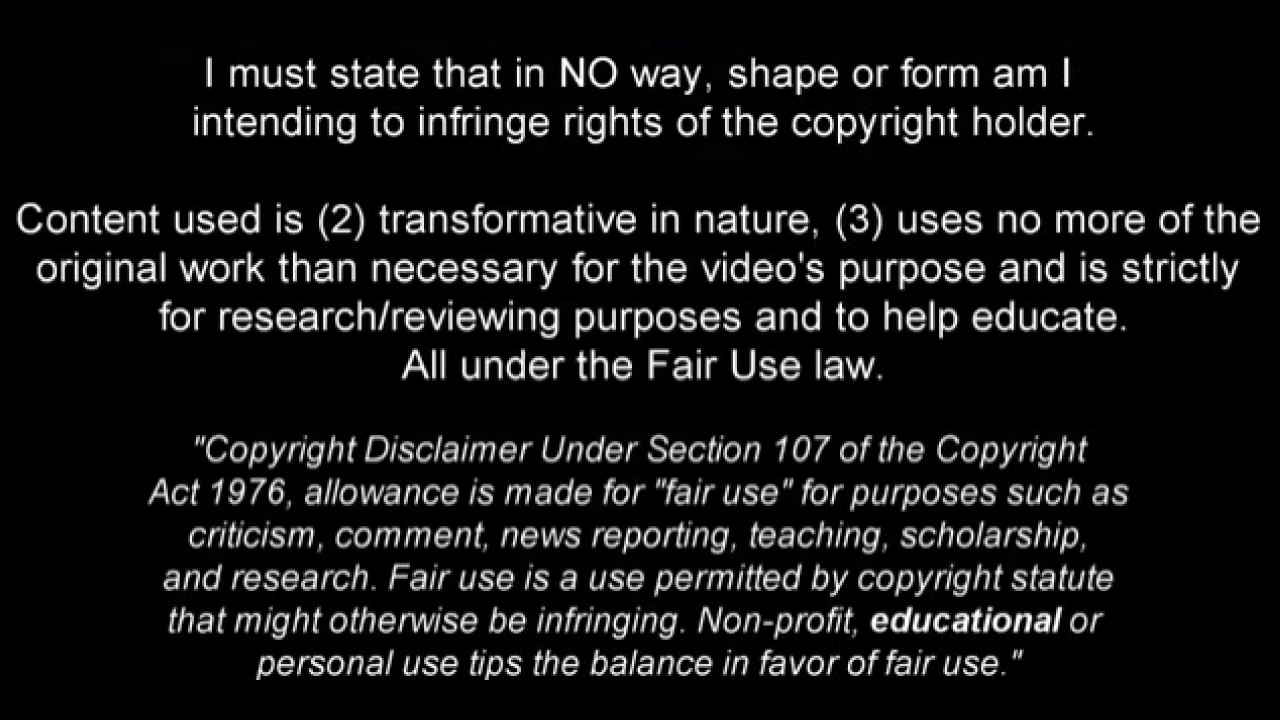 I must state that in NO way, shape or form am I
intending to infringe rights of the copyright holder.
Content used is (2) transformative in nature, (3) uses no more of the
original work than necessary for the video's purpose and is strictly
for research/reviewing purposes and to help educate.
All under the Fair Use law.
"Copyright Disclaimer Under Section 107 of the Copyright
Act 1976, allowance is made for "fair use" for purposes such as
criticism, comment, news reporting, teaching, scholarship,
and research. Fair use is a use permitted by copyright statute
that might otherwise be infringing. Non-profit, educational or
personal use tips the balance in favor of fair use."